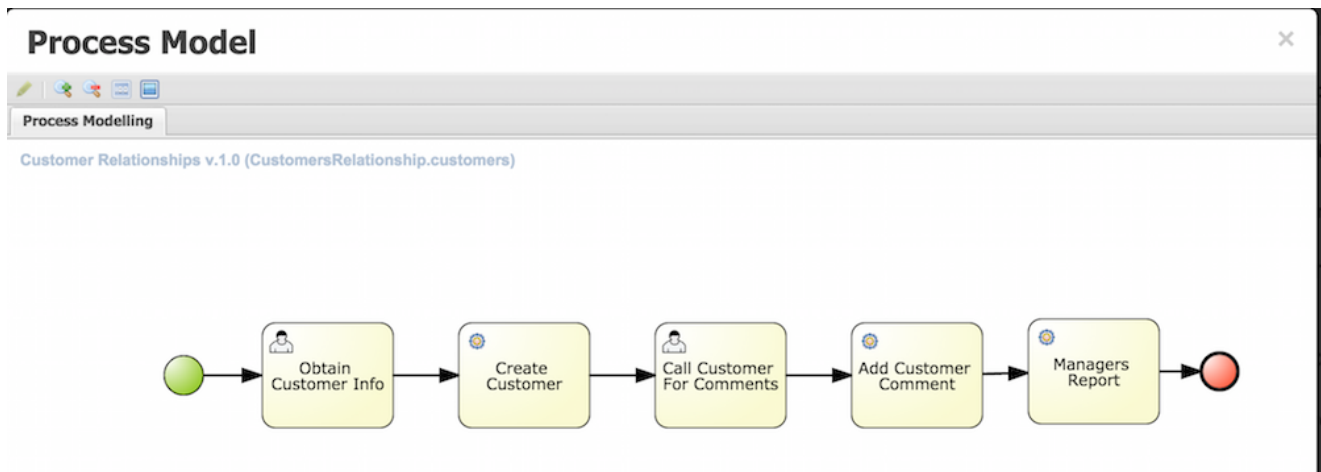 Process Model
Process Modelling
Customer Relationships v.1.0 (CustomersRelationship.customers)
Obtain
Customer Info
Create
Customer
Call Customer
For Comments
Add Customer
Comment
Managers
Report